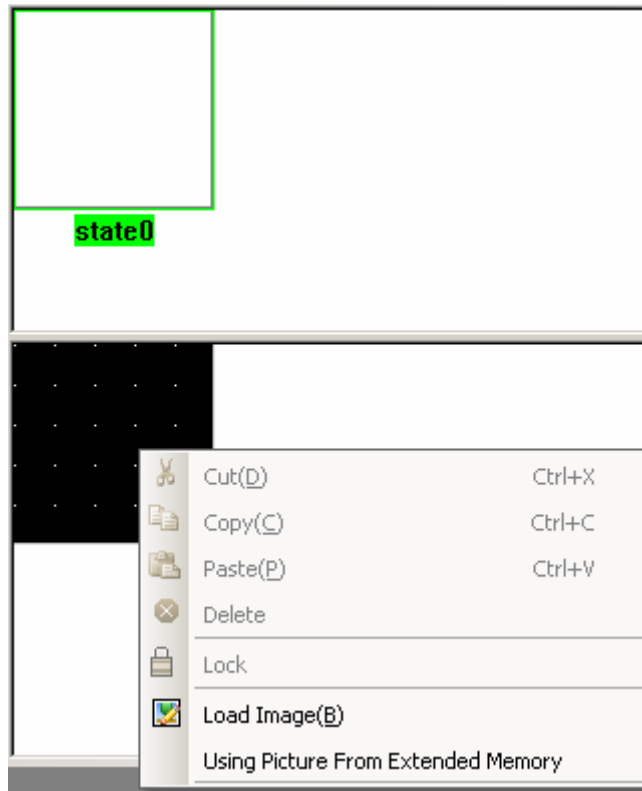 state0
Cut(D) Ctrl+X
Copy(C) Ctrl+C
Paste(P) Ctrl+V
Delete
Lock
Load Image(B)
Using Picture From Extended Memory